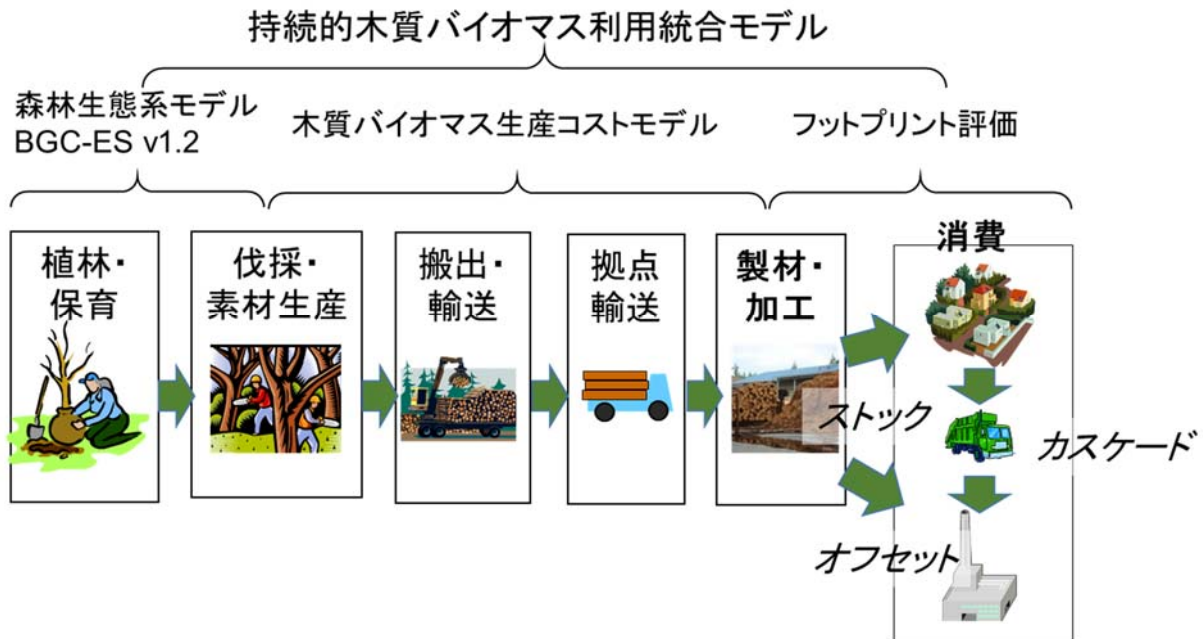 持続的木質バイオマス利用統合モデル
森林生態系モデル
BGC-ES v1.2
木質バイオマス生産コストモデル
フットプリント評価
植林・
保育
伐採・
素材生産
搬出・
輸送
拠点
輸送
製材・
加工
消費
ストック
カスケード
オフセット